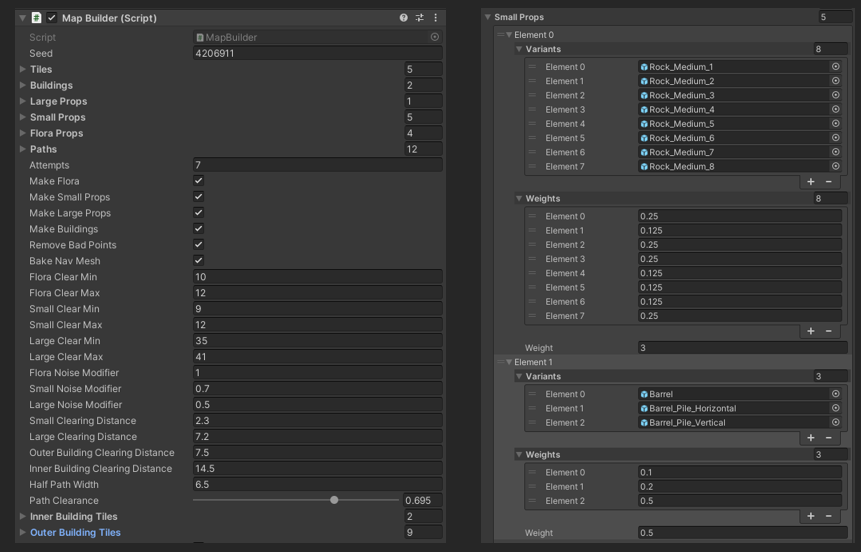 Map Builder (Script)
Script MapBuilder
Seed 4206911
Tiles 5
Buildings 2
Large Props 1
Small Props 5
Flora Props 4
Paths 12
Attempts 7
Make Flora
Make Small Props
Make Large Props
Make Buildings
Remove Bad Points
Bake Nav Mesh
Flora Clear Min 10
Flora Clear Max 12
Small Clear Min 9
Small Clear Max 12
Large Clear Min 35
Large Clear Max 41
Flora Noise Modifier 1
Small Noise Modifier 0.7
Large Noise Modifier 0.5
Small Clearing Distance 2.3
Large Clearing Distance 7.2
Outer Building Clearing Distance 7.5
Inner Building Clearing Distance 14.5
Half Path Width 6.5
Path Clearance 0.695
Inner Building Tiles 2
Outer Building Tiles 9
Small Props 5
Element 0
Variants 8
Element 0 Rock_Medium_1
Element 1 Rock_Medium_2
Element 2 Rock_Medium_3
Element 3 Rock_Medium_4
Element 4 Rock_Medium_5
Element 5 Rock_Medium_6
Element 6 Rock_Medium_7
Element 7 Rock_Medium_8
+ −
Weights 8
Element 0 0.25
Element 1 0.125
Element 2 0.25
Element 3 0.25
Element 4 0.125
Element 5 0.125
Element 6 0.125
Element 7 0.25
+ −
Weight 3
Element 1
Variants 3
Element 0 Barrel
Element 1 Barrel_Pile_Horizontal
Element 2 Barrel_Pile_Vertical
+ −
Weights 3
Element 0 0.1
Element 1 0.2
Element 2 0.5
+ −
Weight 0.5